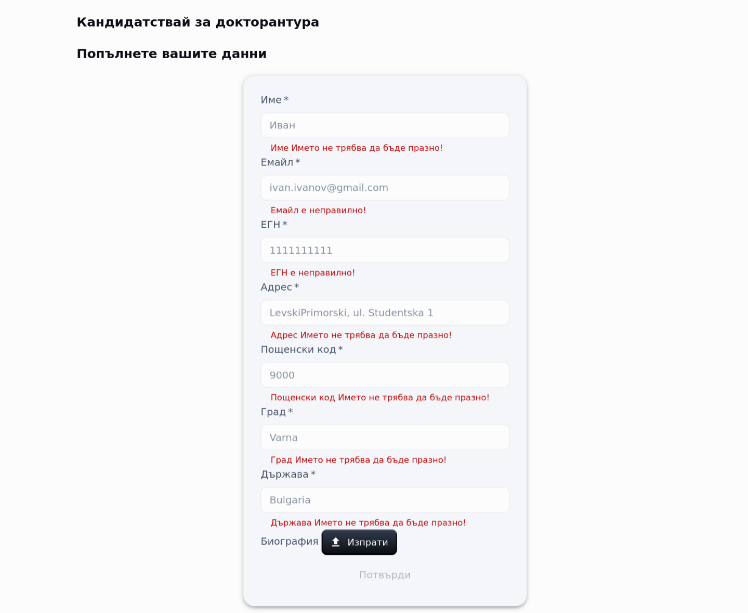 Кандидатствай за докторантура
Попълнете вашите данни
Име *
Иван
Име Името не трябва да бъде празно!
Емайл *
ivan.ivanov@gmail.com
Емайл е неправилно!
ЕГН *
1111111111
ЕГН е неправилно!
Адрес *
LevskiPrimorski, ul. Studentska 1
Адрес Името не трябва да бъде празно!
Пощенски код *
9000
Пощенски код Името не трябва да бъде празно!
Град *
Varna
Град Името не трябва да бъде празно!
Държава *
Bulgaria
Държава Името не трябва да бъде празно!
Биография Изпрати
Потвърди